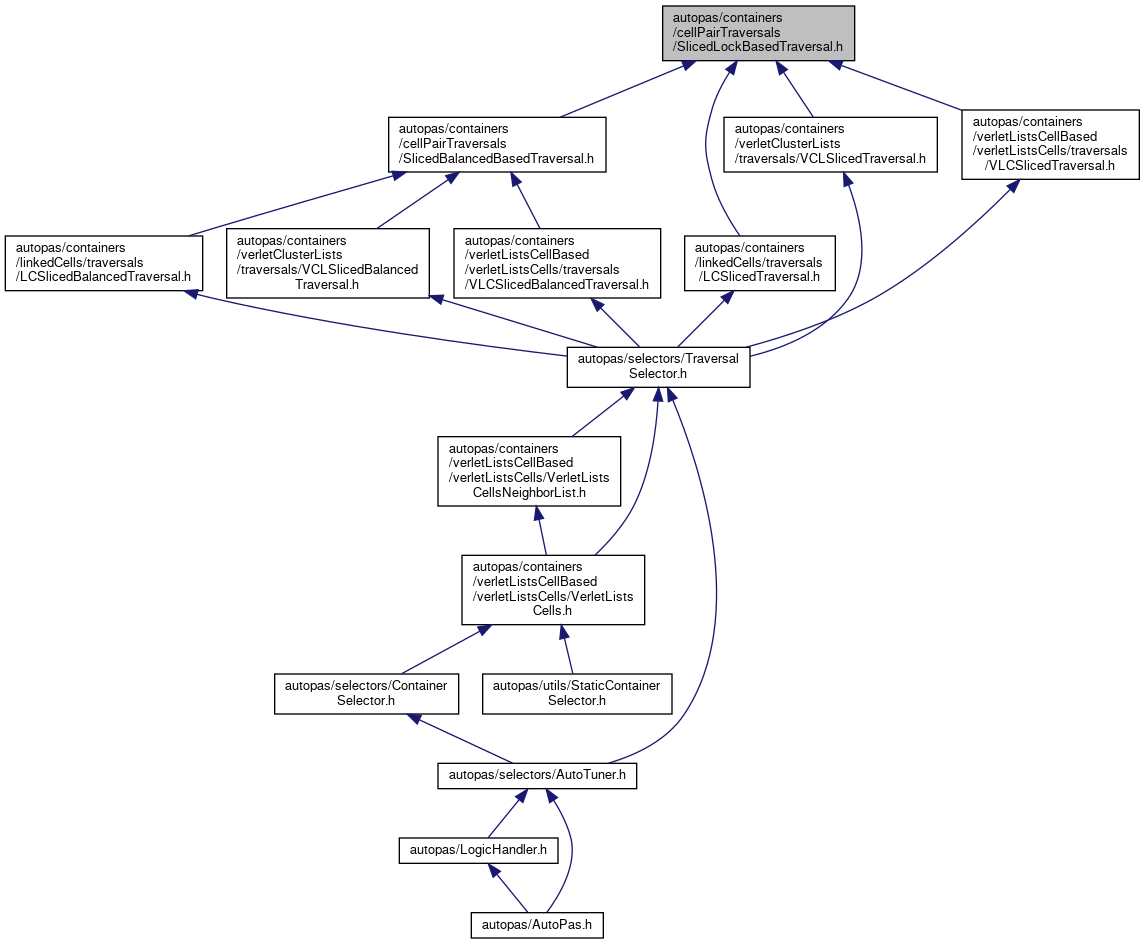 autopas/containers
/cellPairTraversals
/SlicedLockBasedTraversal.h
autopas/containers
/cellPairTraversals
/SlicedBalancedBasedTraversal.h
autopas/containers
/verletClusterLists
/traversals/VCLSlicedTraversal.h
autopas/containers
/verletListsCellBased
/verletListsCells/traversals
/VLCSlicedTraversal.h
autopas/containers
/linkedCells/traversals
/LCSlicedBalancedTraversal.h
autopas/containers
/verletClusterLists
/traversals/VCLSlicedBalanced
Traversal.h
autopas/containers
/verletListsCellBased
/verletListsCells/traversals
/VLCSlicedBalancedTraversal.h
autopas/containers
/linkedCells/traversals
/LCSlicedTraversal.h
autopas/selectors/Traversal
Selector.h
autopas/containers
/verletListsCellBased
/verletListsCells/VerletLists
CellsNeighborList.h
autopas/containers
/verletListsCellBased
/verletListsCells/VerletLists
Cells.h
autopas/selectors/Container
Selector.h
autopas/utils/StaticContainer
Selector.h
autopas/selectors/AutoTuner.h
autopas/LogicHandler.h
autopas/AutoPas.h